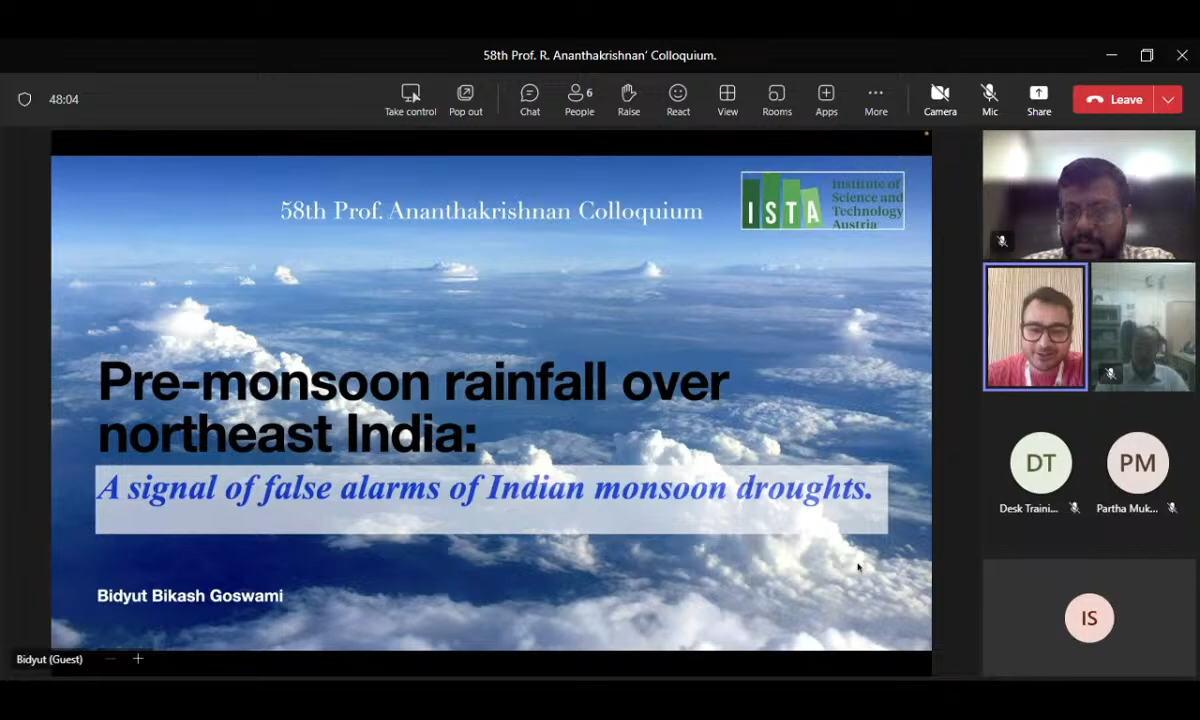 58th Prof. R. Ananthakrishnan' Colloquium.
48:04
Take control
Pop out
Chat
6
People
Raise
React
View
Rooms
Apps
More
Camera
Mic
Share
Leave
58th Prof. Ananthakrishnan Colloquium
ISTA
Institute of
Science and
Technology
Austria
Pre-monsoon rainfall over
northeast India:
A signal of false alarms of Indian monsoon droughts.
Bidyut Bikash Goswami
Bidyut (Guest)
DT
Desk Traini...
PM
Partha Muk...
IS